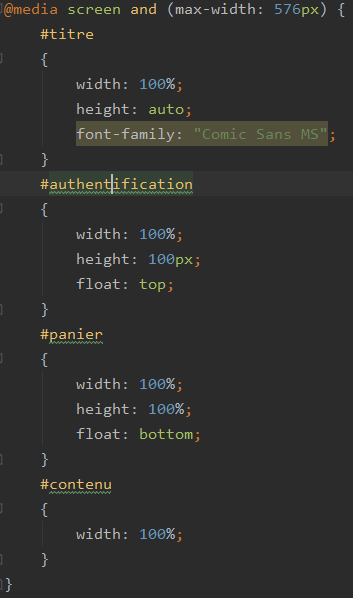 @media screen and (max-width: 576px) {
#titre
{
width: 100%;
height: auto;
font-family: "Comic Sans MS";
}
#authentification
{
width: 100%;
height: 100px;
float: top;
}
#panier
{
width: 100%;
height: 100%;
float: bottom;
}
#contenu
{
width: 100%;
}
}